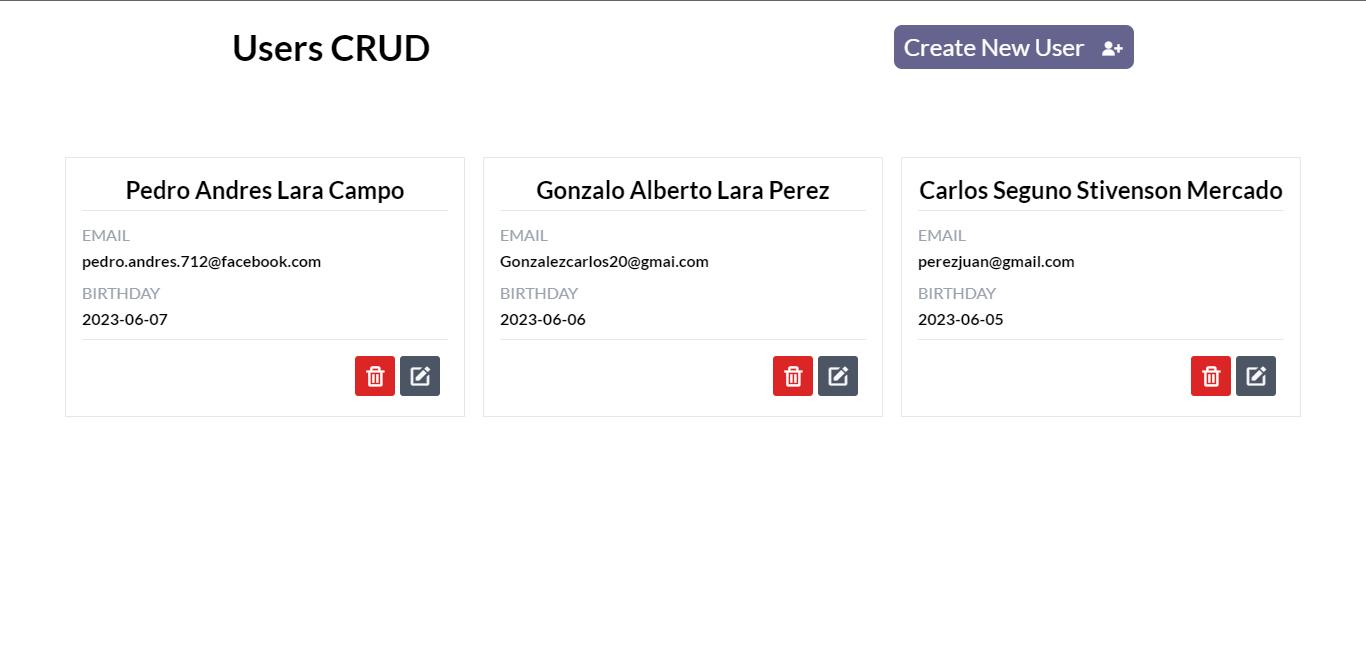 Users CRUD
Create New User
Pedro Andres Lara Campo
EMAIL
pedro.andres.712@facebook.com
BIRTHDAY
2023-06-07
Gonzalo Alberto Lara Perez
EMAIL
Gonzalezcarlos20@gmai.com
BIRTHDAY
2023-06-06
Carlos Seguno Stivenson Mercado
EMAIL
perezjuan@gmail.com
BIRTHDAY
2023-06-05